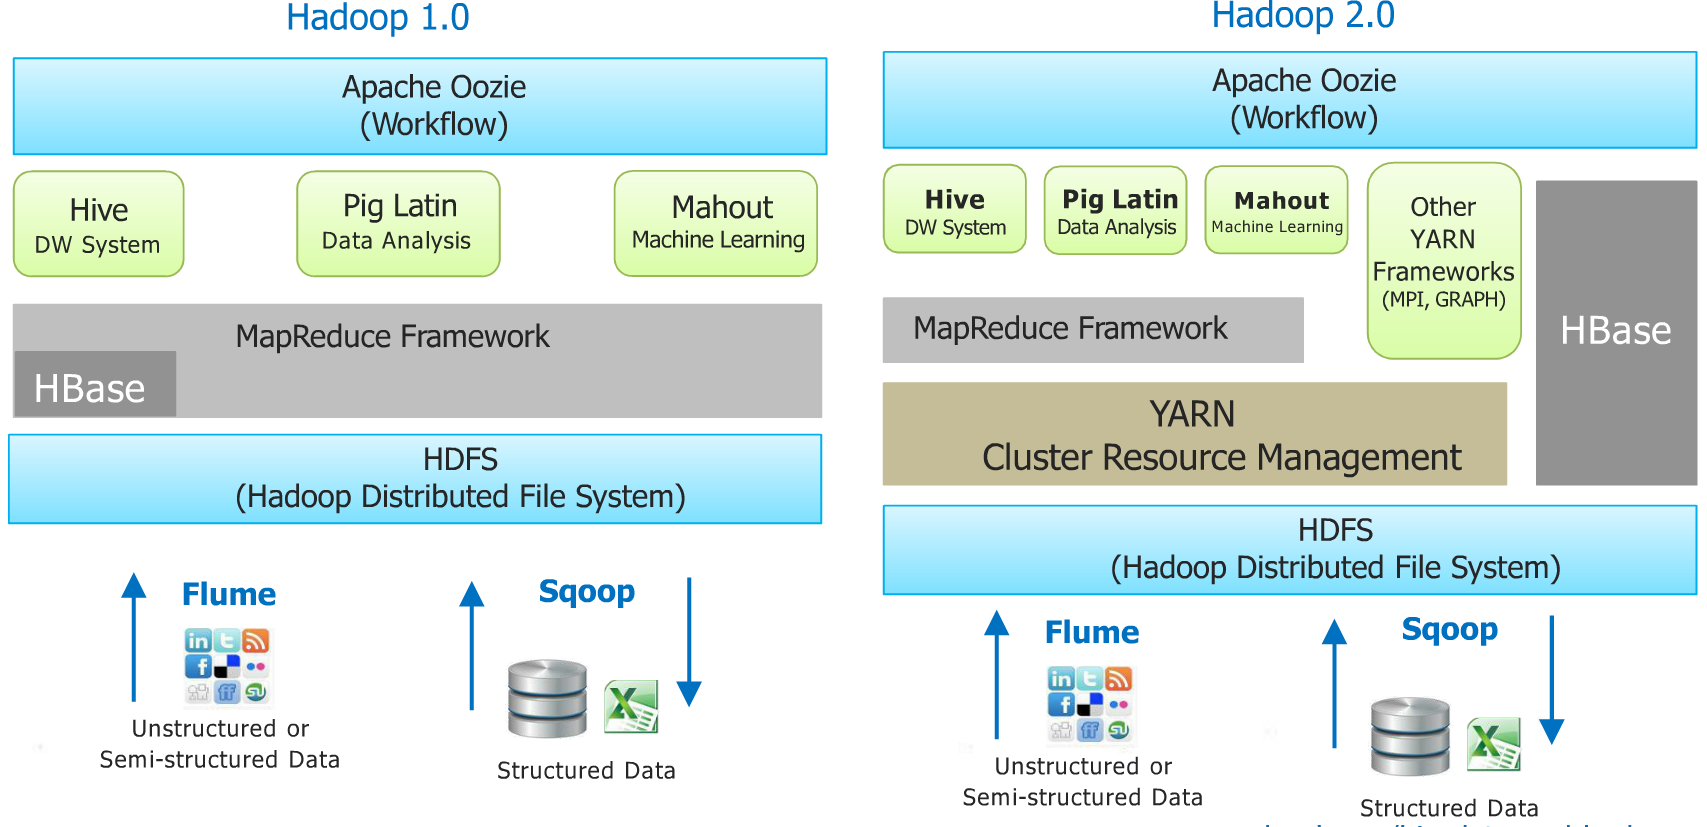 Hadoop 1.0
Apache Oozie
(Workflow)
Hive
DW System
Pig Latin
Data Analysis
Mahout
Machine Learning
MapReduce Framework
HBase
HDFS
(Hadoop Distributed File System)
Flume
Sqoop
Unstructured or
Semi-structured Data
Structured Data
Hadoop 2.0
Apache Oozie
(Workflow)
Hive
DW System
Pig Latin
Data Analysis
Mahout
Machine Learning
Other
YARN
Frameworks
(MPI, GRAPH)
HBase
MapReduce Framework
YARN
Cluster Resource Management
HDFS
(Hadoop Distributed File System)
Flume
Sqoop
Unstructured or
Semi-structured Data
Structured Data